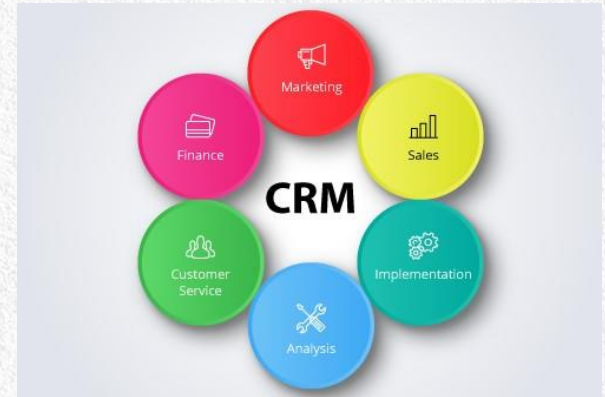 Marketing
Finance
Sales
CRM
Customer
Service
Implementation
Analysis